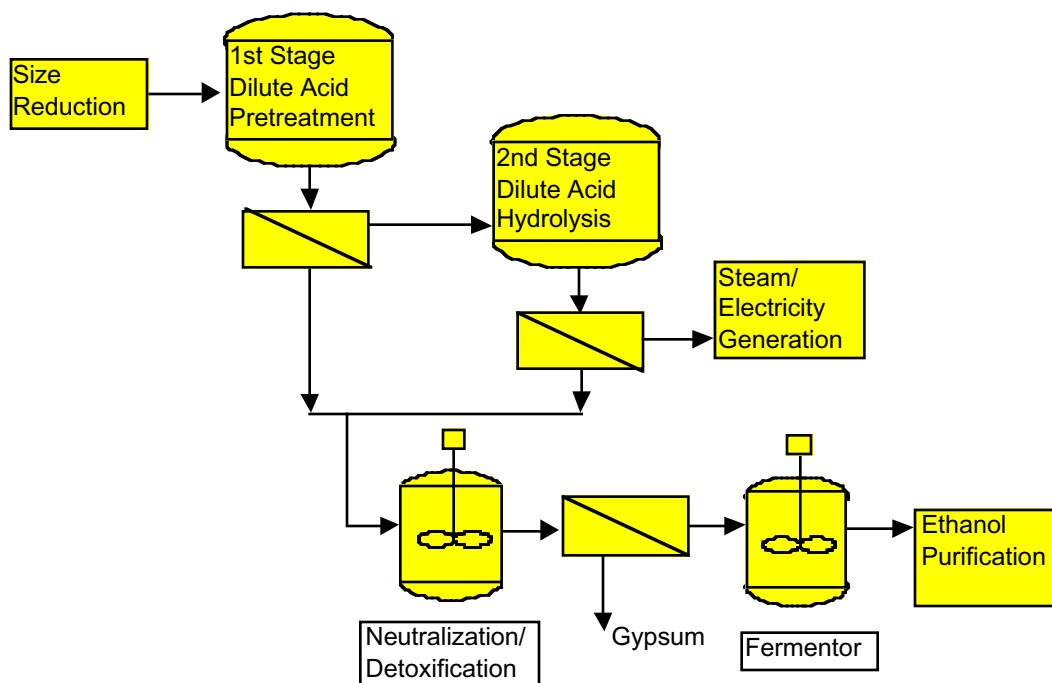 Size
Reduction
1st Stage
Dilute Acid
Pretreatment
2nd Stage
Dilute Acid
Hydrolysis
Steam/
Electricity
Generation
Ethanol
Purification
Neutralization/
Detoxification
Gypsum
Fermentor